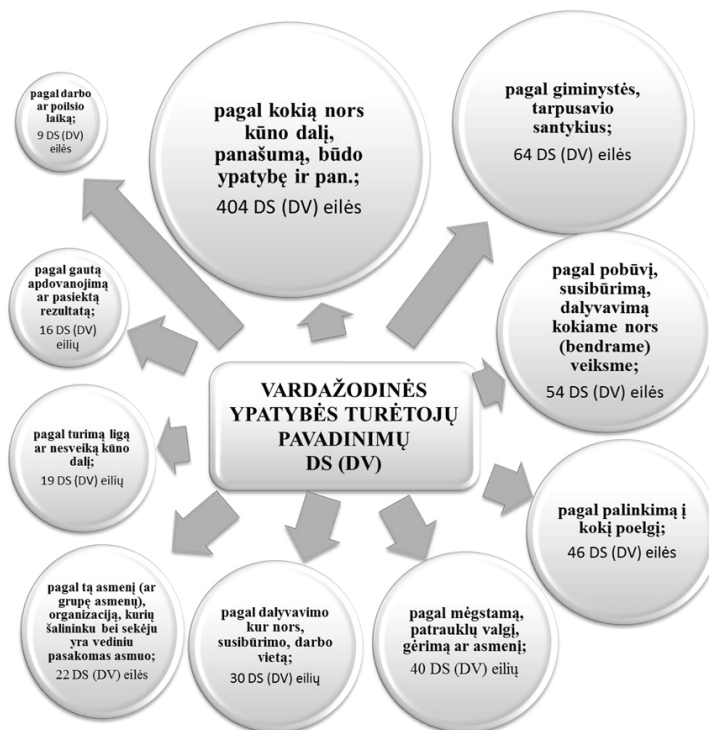 pagal kokią nors
kūno dalį,
panašumą, būdo
ypatybę ir pan.;
404 DS (DV) eilės
pagal giminystės,
tarpusavio
santykius;
64 DS (DV) eilės
pagal pobūvį,
susibūrimą,
dalyvavimą
kokiame nors
(bendrame)
veiksme;
54 DS (DV) eilės
pagal palinkimą į
kokį poelgį;
46 DS (DV) eilės
pagal mėgstamą,
patrauklų valgį,
gėrimą ar asmenį;
40 DS (DV) eilių
pagal dalyvavimo
kur nors,
susibūrimo, darbo
vietą;
30 DS (DV) eilių
pagal tą asmenį (ar
grupę asmenų),
organizaciją, kurių
šalininku bei sekėju
yra vediniu
pasakomas asmuo;
22 DS (DV) eilės
pagal turimą ligą
ar nesveiką kūno
dalį;
19 DS (DV) eilių
pagal gautą
apdovanojimą
ar pasiektą
rezultatą;
16 DS (DV)
eilių
pagal darbo
ar poilsio
laiką;
9 DS (DV)
eilės
VARDAŽODINĖS
YPATYBĖS TURĖTOJŲ
PAVADINIMŲ
DS (DV)